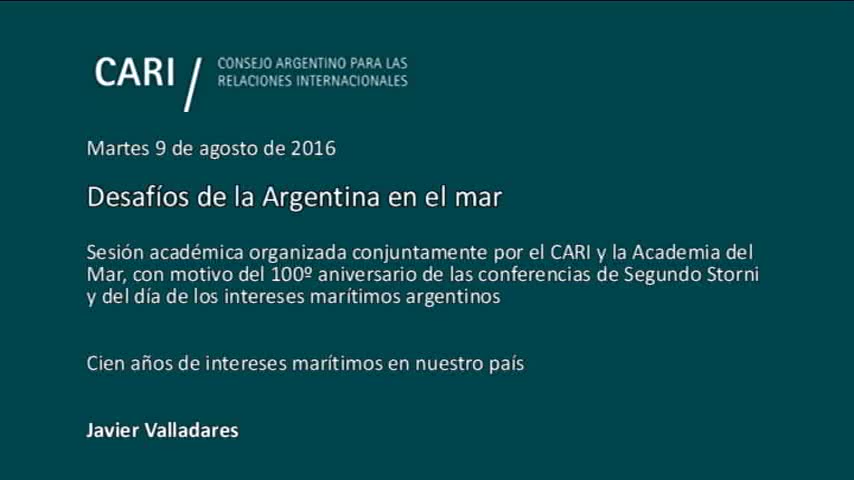 CARI / CONSEJO ARGENTINO PARA LAS
RELACIONES INTERNACIONALES
Martes 9 de agosto de 2016
Desafíos de la Argentina en el mar
Sesión académica organizada conjuntamente por el CARI y la Academia del
Mar, con motivo del 100º aniversario de las conferencias de Segundo Storni
y del día de los intereses marítimos argentinos
Cien años de intereses marítimos en nuestro país
Javier Valladares